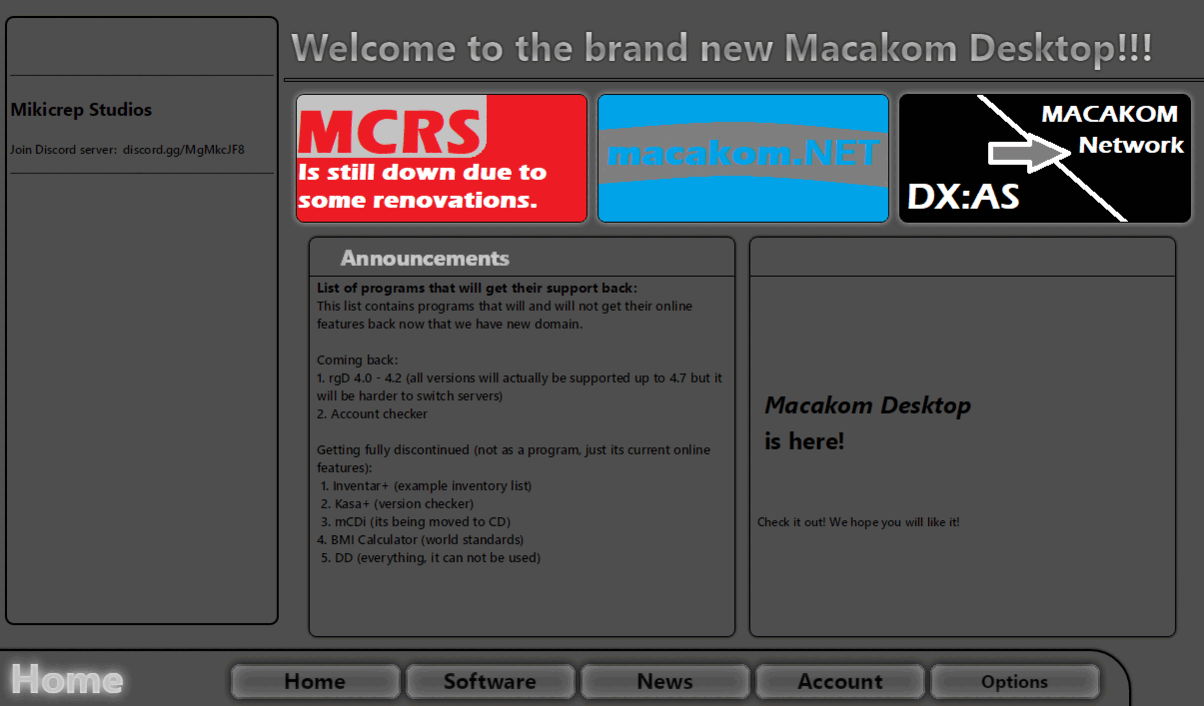 Welcome to the brand new Macakom Desktop!!!
Mikicrep Studios
Join Discord server: discord.gg/MgMkcJF8
MCRS
Is still down due to
some renovations.
macakom.NET
MACAKOM
Network
DX:AS
Announcements
List of programs that will get their support back:
This list contains programs that will and will not get their online
features back now that we have new domain.
Coming back:
1. rgD 4.0 - 4.2 (all versions will actually be supported up to 4.7 but it
will be harder to switch servers)
2. Account checker
Getting fully discontinued (not as a program, just its current online
features):
1. Inventar+ (example inventory list)
2. Kasa+ (version checker)
3. mCDi (its being moved to CD)
4. BMI Calculator (world standards)
5. DD (everything, it can not be used)
Macakom Desktop
is here!
Check it out! We hope you will like it!
Home
Home
Software
News
Account
Options